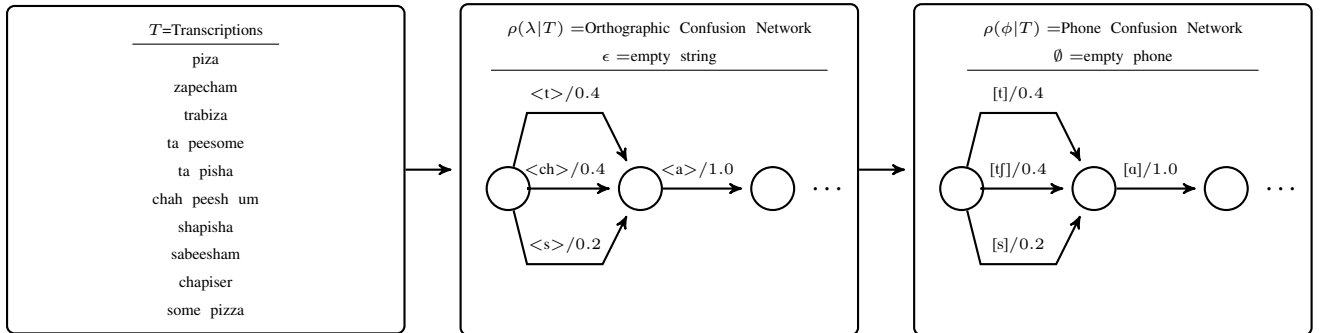 T=Transcriptions
piza
zapecham
trabiza
ta peesome
ta pisha
chah peesh um
shapisha
sabeesham
chapiser
some pizza
ρ(λ|T) =Orthographic Confusion Network
ϵ =empty string
<t>/0.4
<ch>/0.4
<a>/1.0
<s>/0.2
...
ρ(ϕ|T) =Phone Confusion Network
∅ =empty phone
[t]/0.4
[tʃ]/0.4
[ɑ]/1.0
[s]/0.2
...